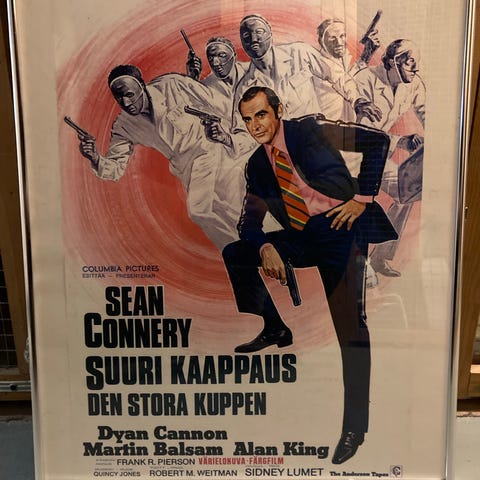 COLUMBIA PICTURES
ESITTÄÄ - PRESENTERAR
SEAN
CONNERY
SUURI KAAPPAUS
DEN STORA KUPPEN
Dyan Cannon
Martin Balsam Alan King
FRANK R. PIERSON VÄRIELOKUVA-FÄRGFILM
QUINCY JONES ROBERT M. WEITMAN SIDNEY LUMET The Anderson Tapes